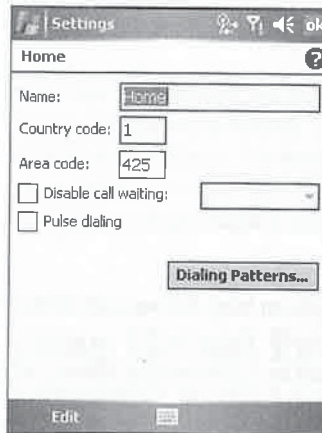 Settings ok
Home ?
Name: Home
Country code: 1
Area code: 425
Disable call waiting:
Pulse dialing
Dialing Patterns...
Edit